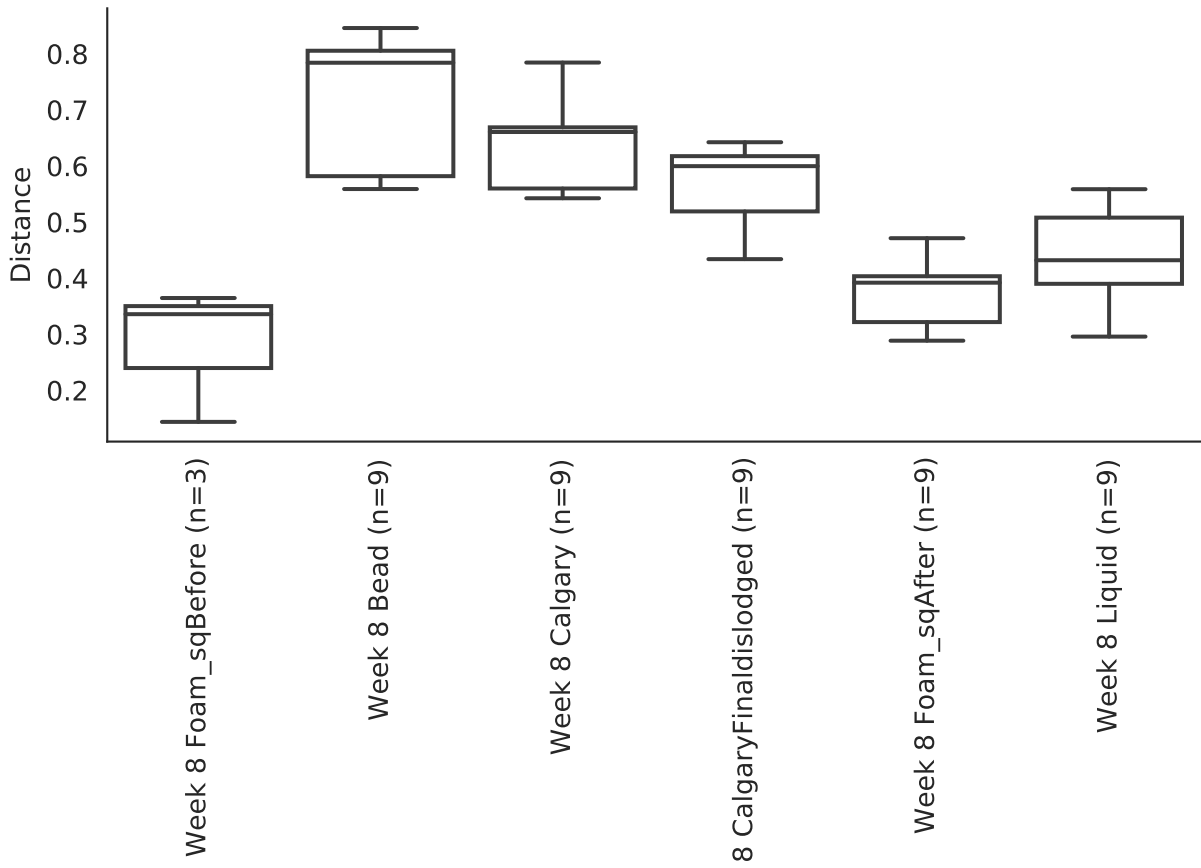 Distance
0.8
0.7
0.6
0.5
0.4
0.3
0.2
Week 8 Foam_sqBefore (n=3)
Week 8 Bead (n=9)
Week 8 Calgary (n=9)
8 CalgaryFinaldislodged (n=9)
Week 8 Foam_sqAfter (n=9)
Week 8 Liquid (n=9)